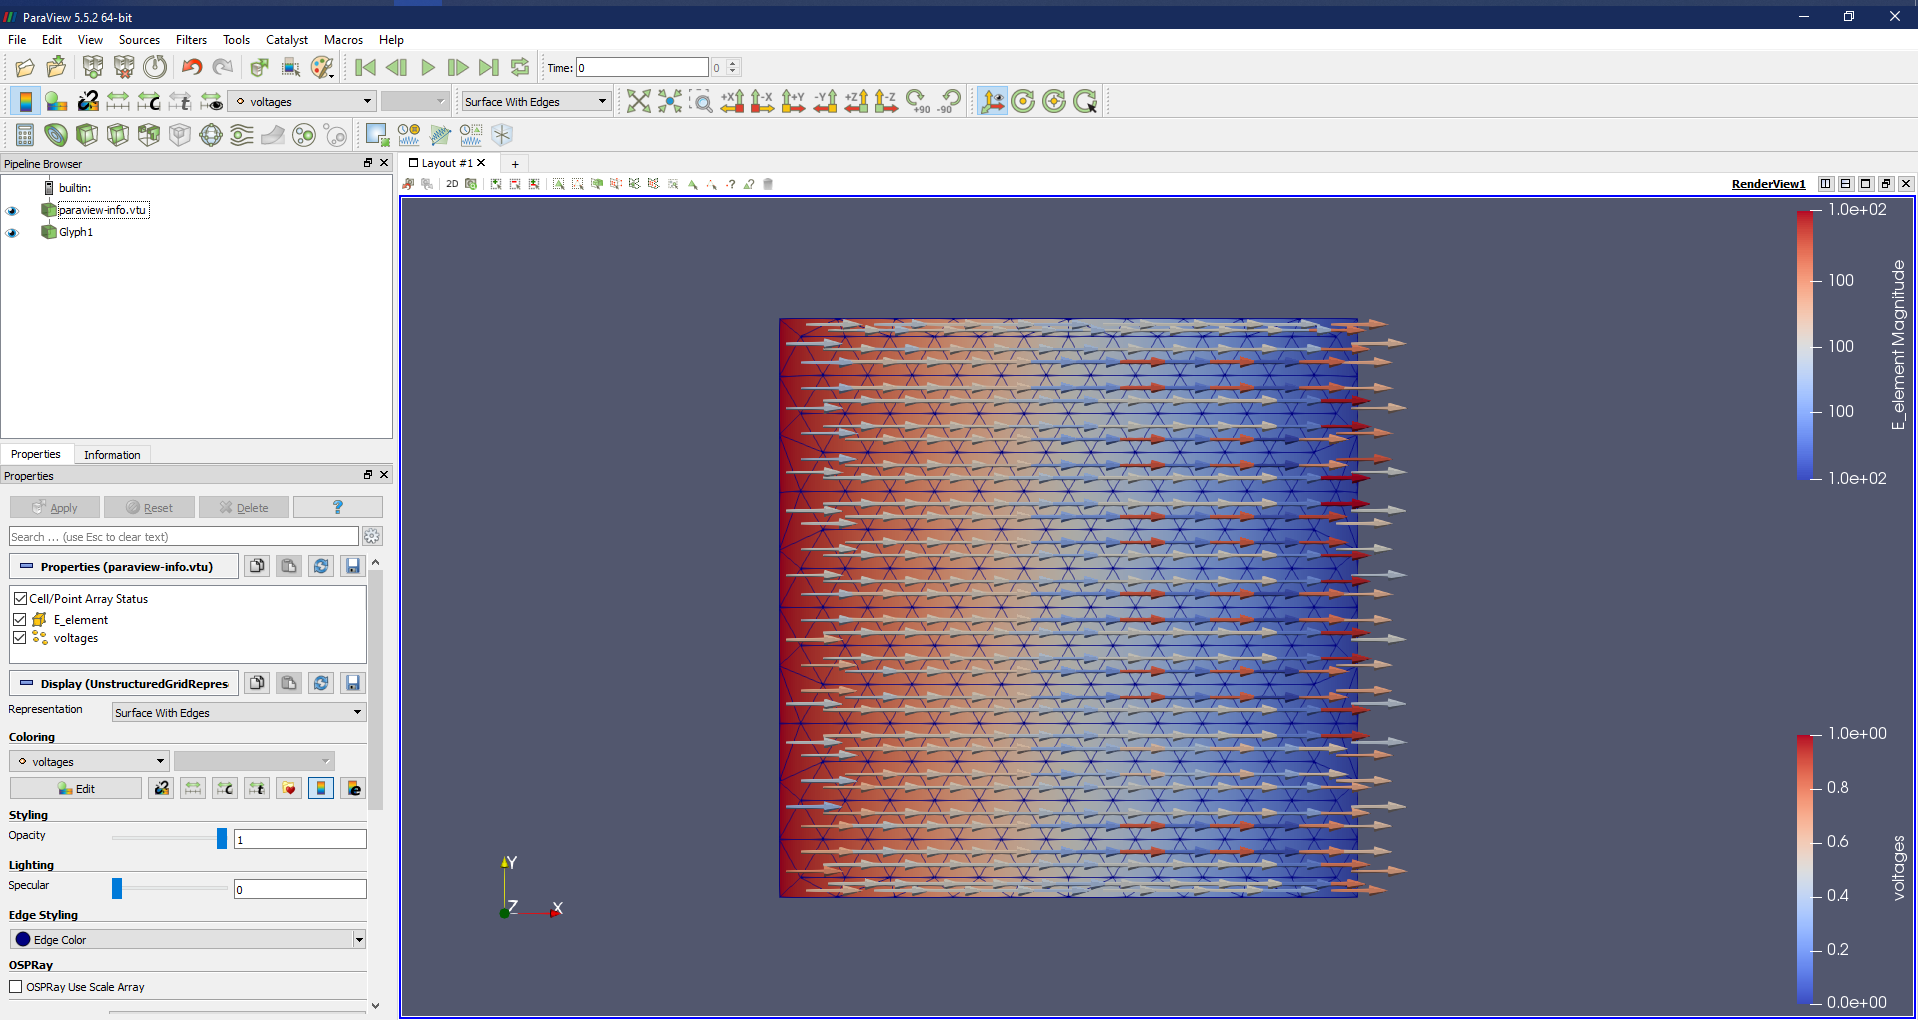 ParaView 5.5.2 64-bit
File Edit View Sources Filters Tools Catalyst Macros Help
Time: 0 0
voltages Surface With Edges +X -X +Y -Y +Z -Z +90 -90
Pipeline Browser
Layout #1 +
builtin:
2D
RenderView1
paraview-info.vtu
Glyph1
Properties Information
Properties
Apply Reset Delete ?
Search ... (use Esc to clear text)
Properties (paraview-info.vtu)
Cell/Point Array Status
E_element
voltages
Display (UnstructuredGridRepres
Representation Surface With Edges
Coloring
voltages
Edit
Styling
Opacity 1
Lighting
Specular 0
Edge Styling
Edge Color
OSPRay
OSPRay Use Scale Array
Y
Z X
1.0e+02
100
100
100
1.0e+02
E_element Magnitude
1.0e+00
0.8
0.6
0.4
0.2
0.0e+00
voltages